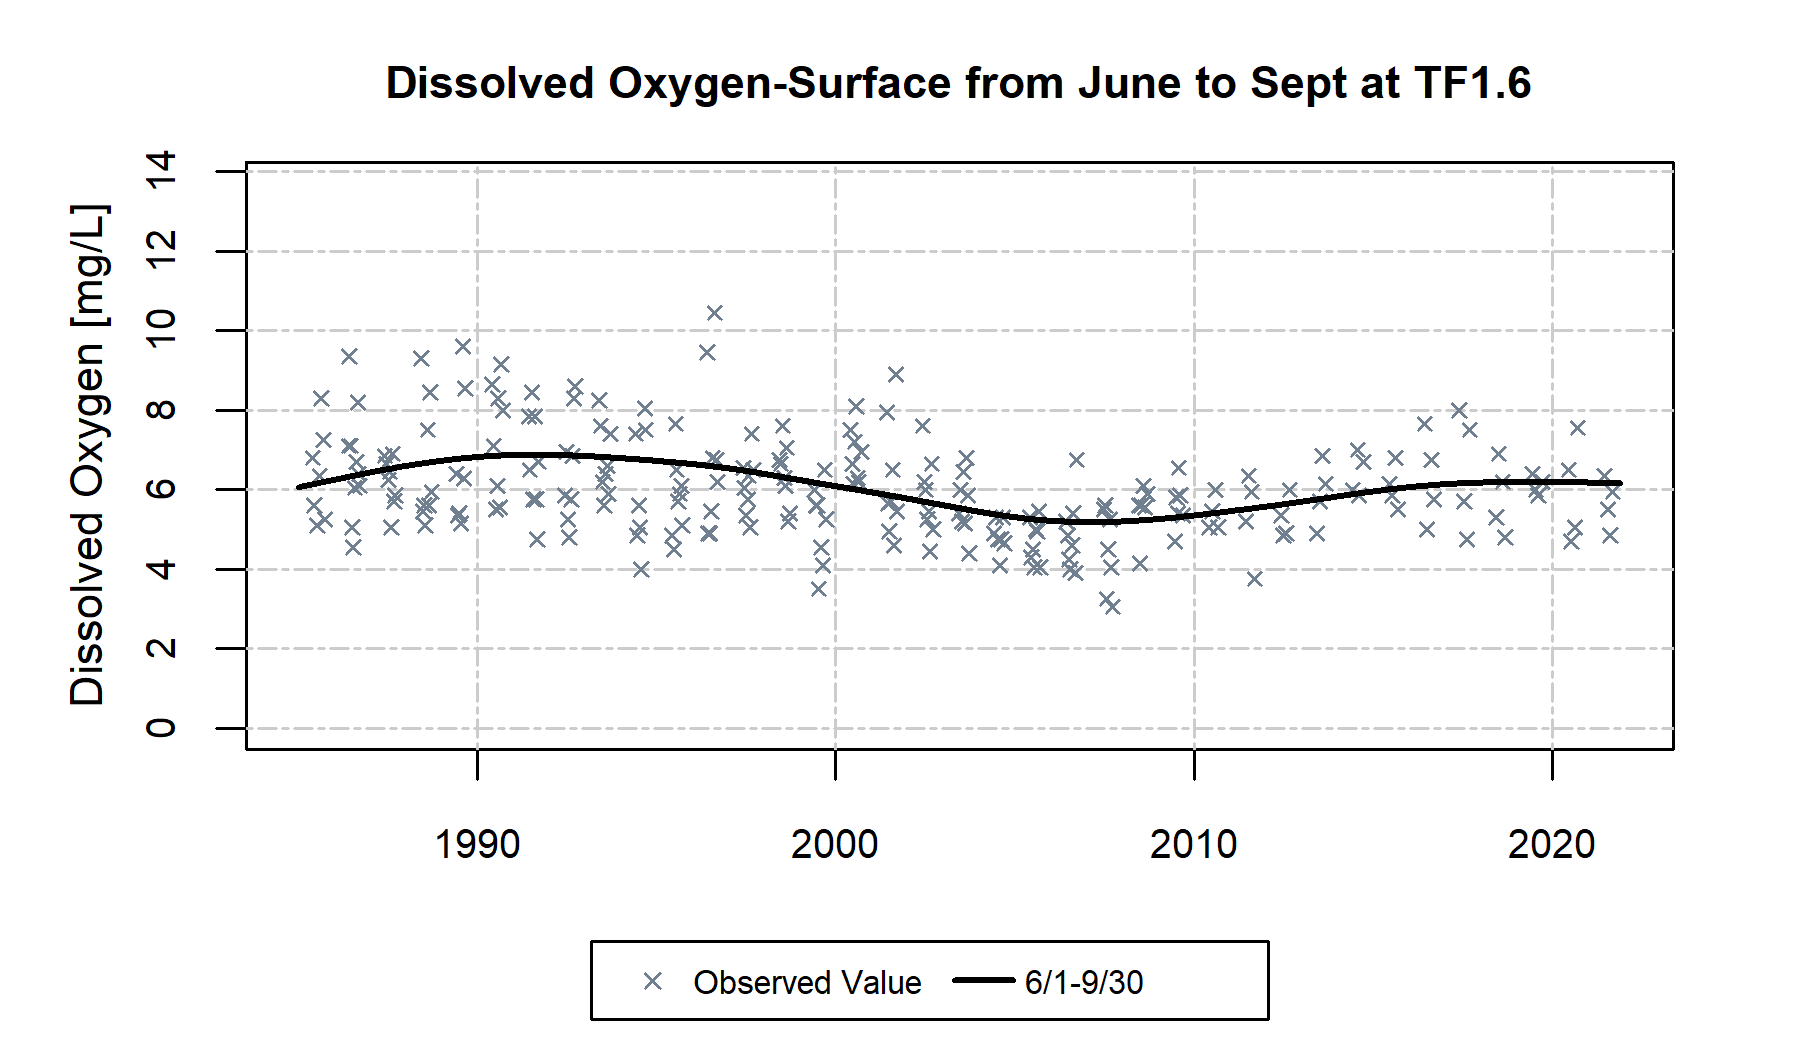 Dissolved Oxygen-Surface from June to Sept at TF1.6
Dissolved Oxygen [mg/L]
14
12
10
8
6
4
2
0
1990 2000 2010 2020
Observed Value 6/1-9/30